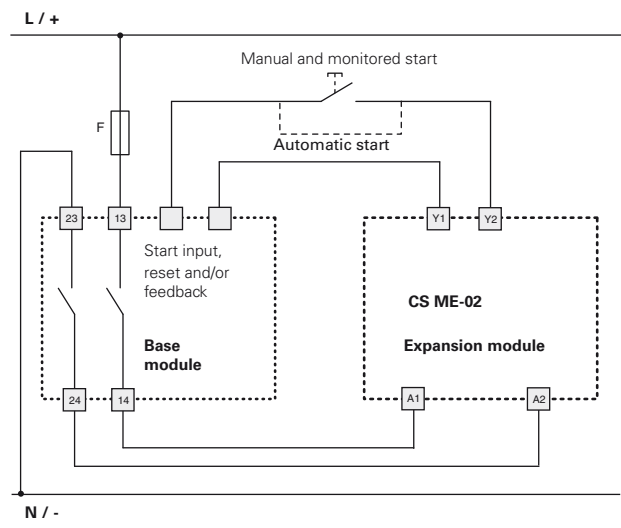 L / +
Manual and monitored start
F
Automatic start
23
13
Y1
Y2
Start input,
reset and/or
feedback
CS ME-02
Base
module
Expansion module
24
14
A1
A2
N / -